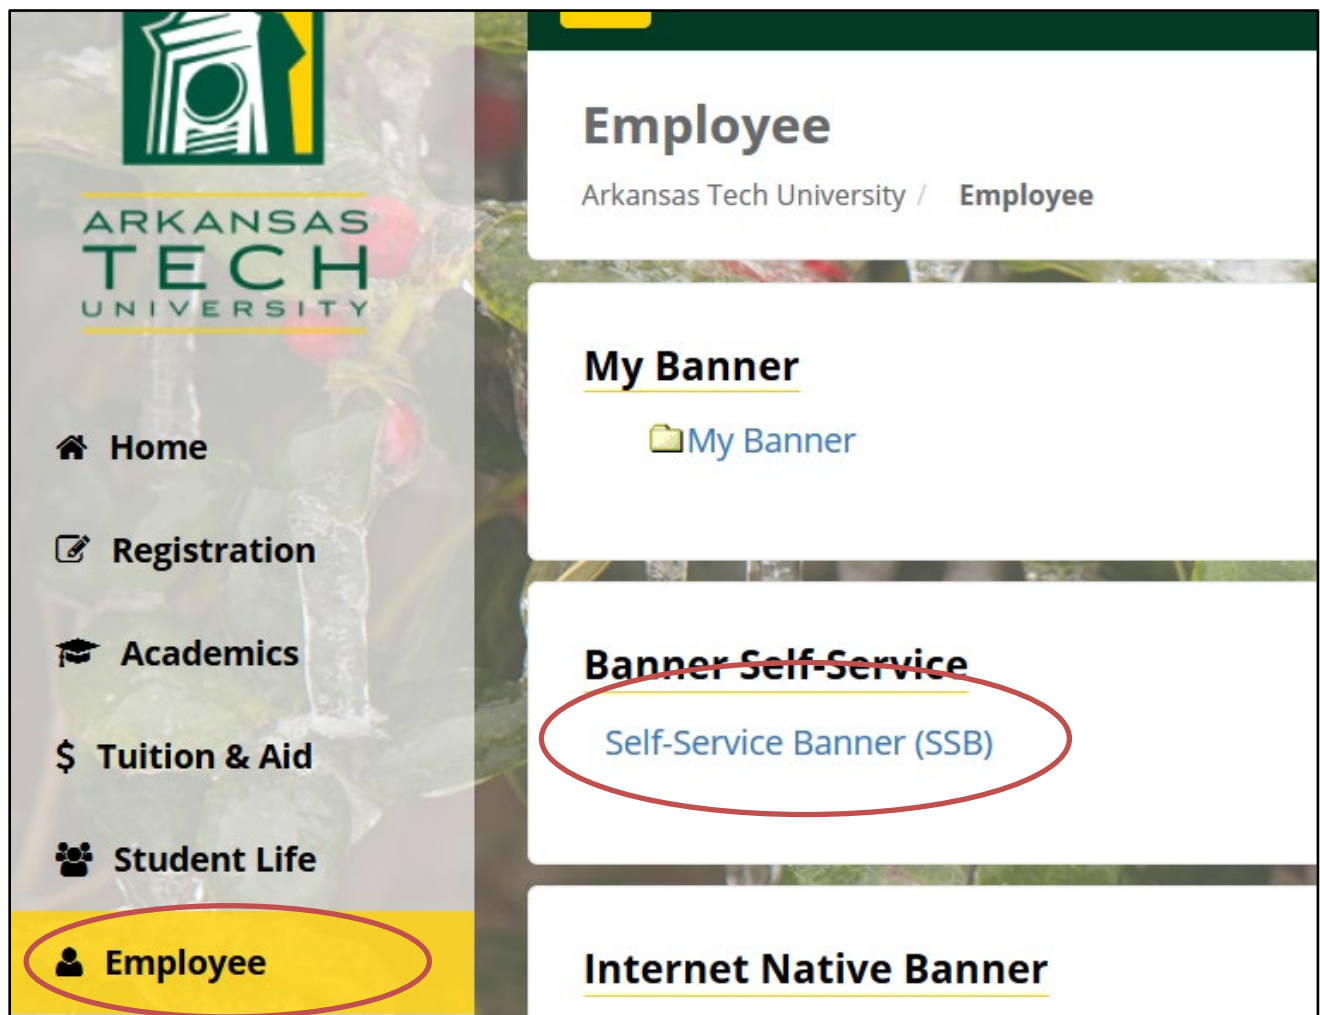 ARKANSAS
TECH
UNIVERSITY
Home
Registration
Academics
$ Tuition & Aid
Student Life
Employee
Employee
Arkansas Tech University / Employee
My Banner
My Banner
Banner Self-Service
Self-Service Banner (SSB)
Internet Native Banner